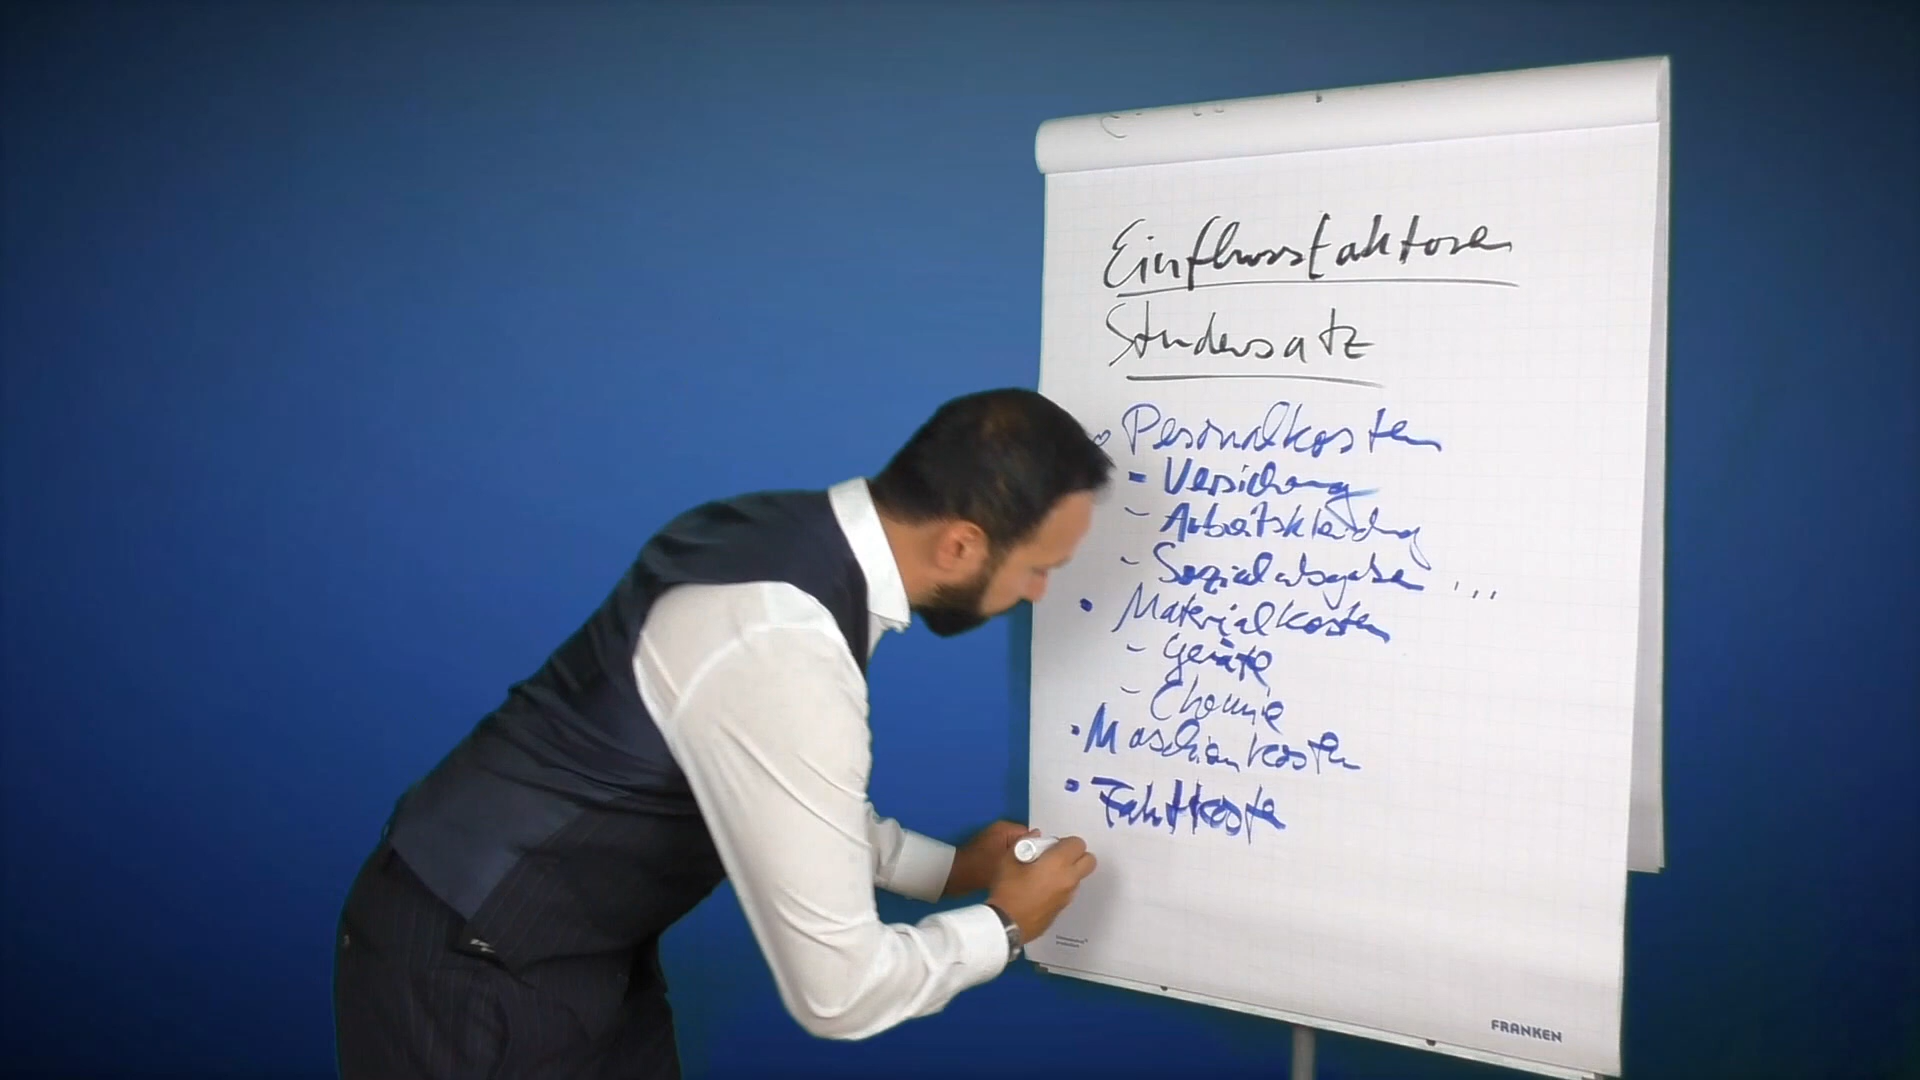 Einflussfaktoren
Stundensatz
• Personalkosten
- Versicherung
- Arbeitskleidung
- Sozialabgaben ...
• Materialkosten
- Geräte
- Chemie
• Maschinenkosten
• Fahrtkosten
FRANKEN